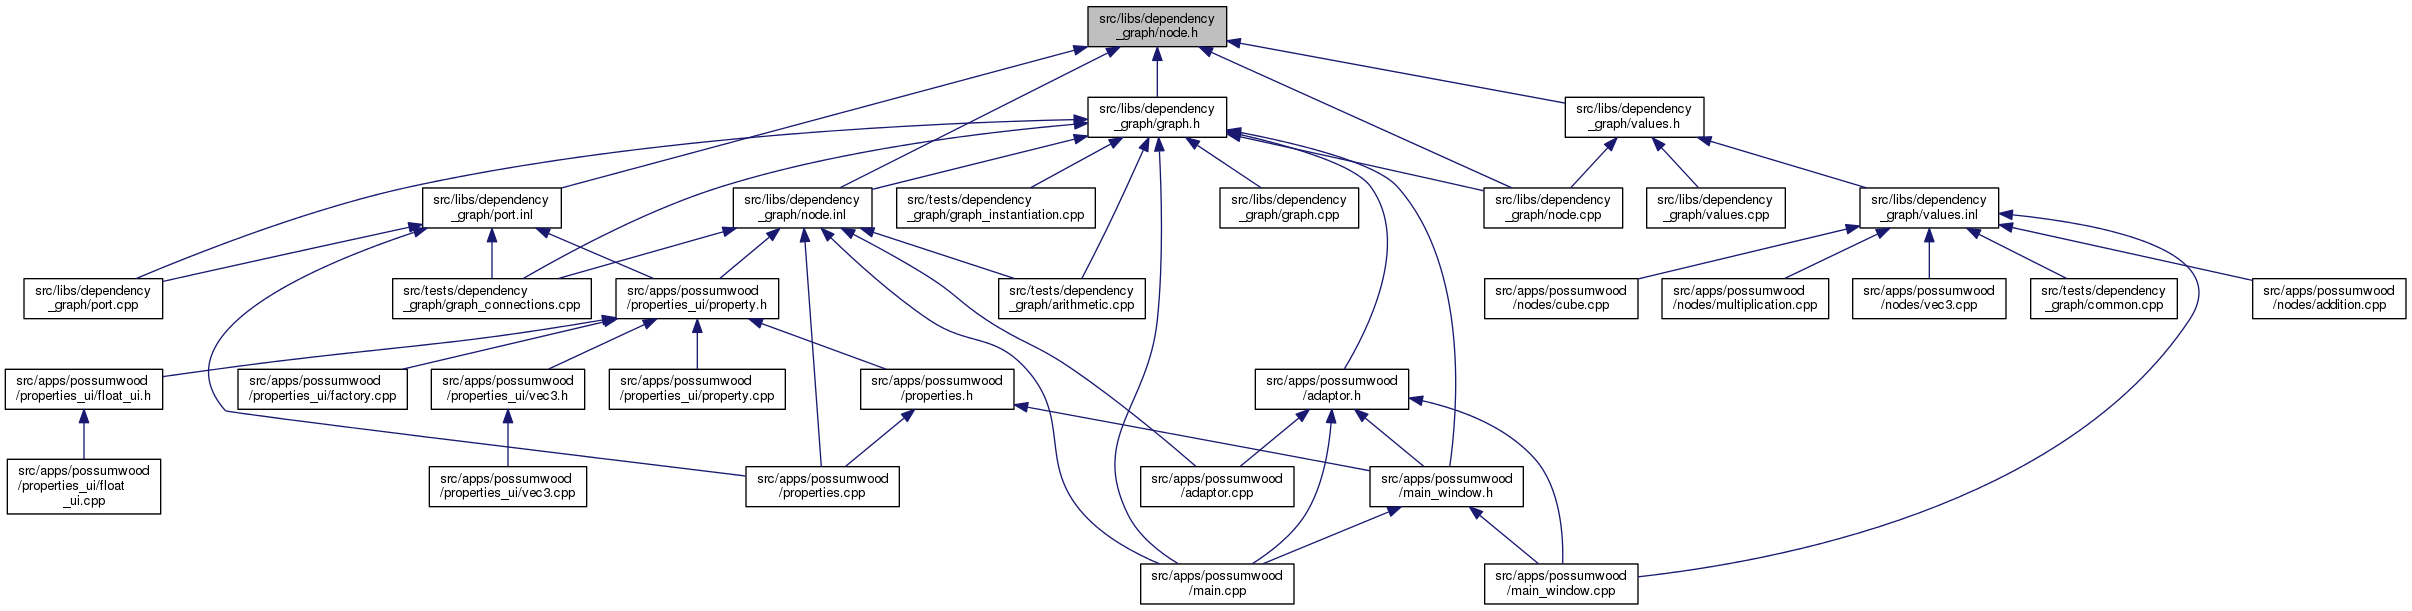 src/libs/dependency
_graph/node.h
src/libs/dependency
_graph/graph.h
src/libs/dependency
_graph/values.h
src/libs/dependency
_graph/port.inl
src/libs/dependency
_graph/node.inl
src/tests/dependency
_graph/graph_instantiation.cpp
src/libs/dependency
_graph/graph.cpp
src/libs/dependency
_graph/node.cpp
src/libs/dependency
_graph/values.cpp
src/libs/dependency
_graph/values.inl
src/libs/dependency
_graph/port.cpp
src/tests/dependency
_graph/graph_connections.cpp
src/apps/possumwood
/properties_ui/property.h
src/tests/dependency
_graph/arithmetic.cpp
src/apps/possumwood
/nodes/cube.cpp
src/apps/possumwood
/nodes/multiplication.cpp
src/apps/possumwood
/nodes/vec3.cpp
src/tests/dependency
_graph/common.cpp
src/apps/possumwood
/nodes/addition.cpp
src/apps/possumwood
/properties_ui/float_ui.h
src/apps/possumwood
/properties_ui/factory.cpp
src/apps/possumwood
/properties_ui/vec3.h
src/apps/possumwood
/properties_ui/property.cpp
src/apps/possumwood
/properties.h
src/apps/possumwood
/adaptor.h
src/apps/possumwood
/properties_ui/float
_ui.cpp
src/apps/possumwood
/properties_ui/vec3.cpp
src/apps/possumwood
/properties.cpp
src/apps/possumwood
/adaptor.cpp
src/apps/possumwood
/main_window.h
src/apps/possumwood
/main.cpp
src/apps/possumwood
/main_window.cpp